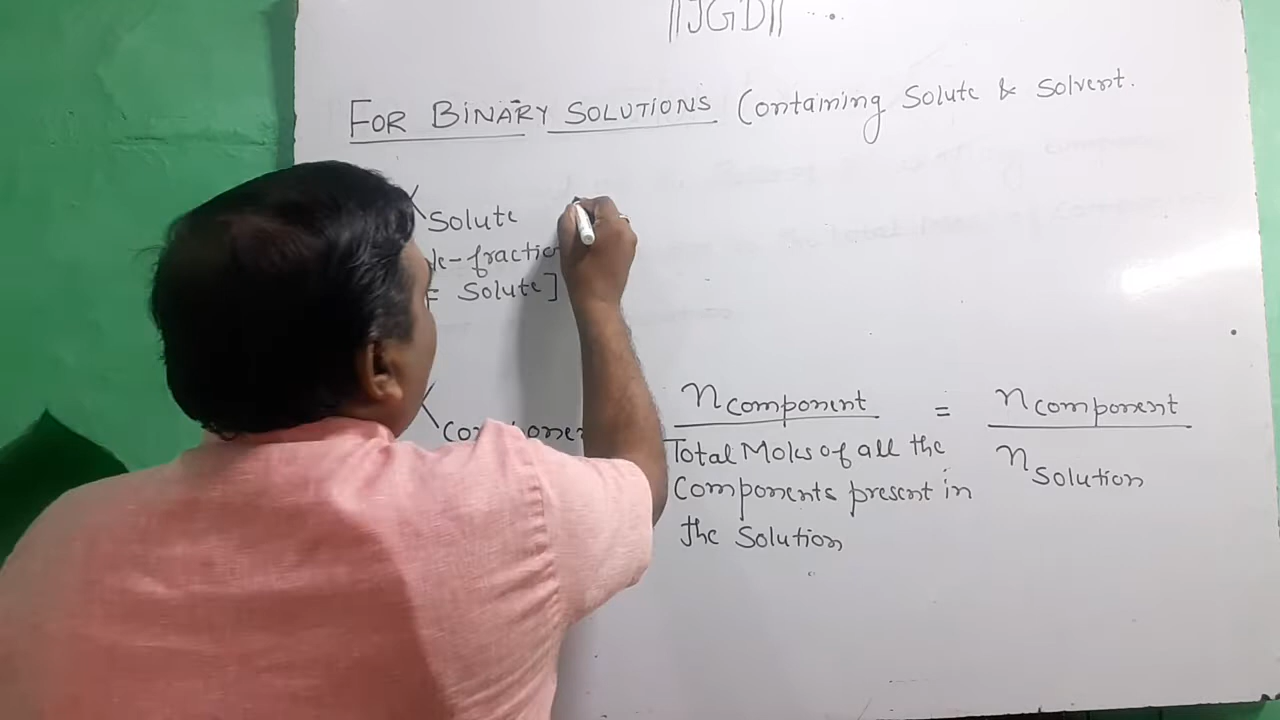 ||JGD||
FOR BINARY SOLUTIONS Containing Solute & Solvent.
X Solute
-fraction
Solute]
X
n component = n component
Total Moles of all the
n Solution
Components present in
the Solution